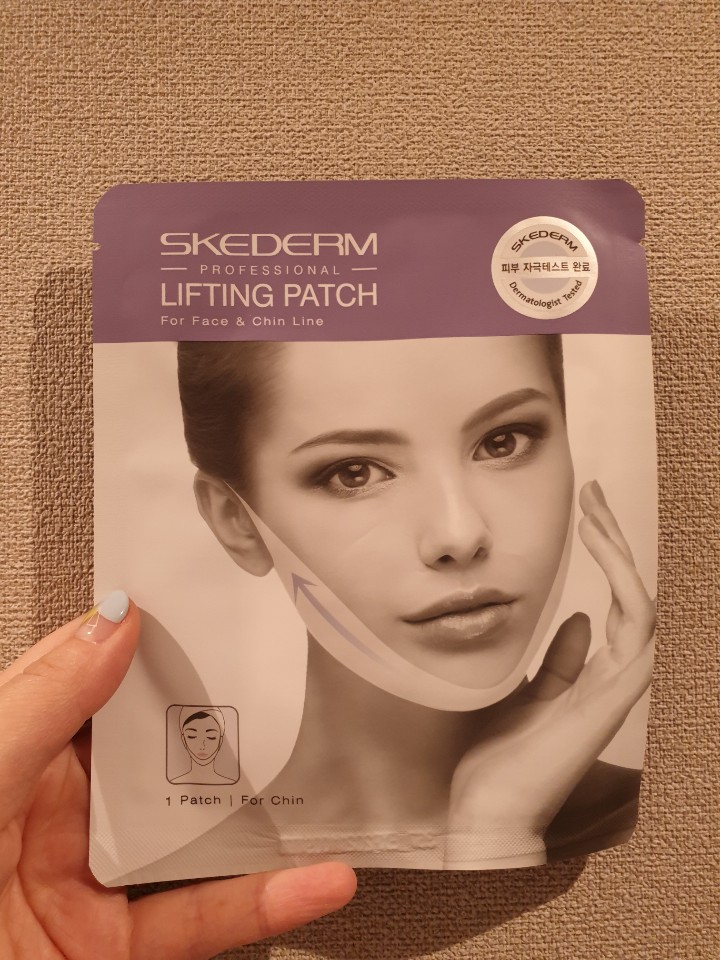 SKEDERM
PROFESSIONAL
LIFTING PATCH
For Face & Chin Line
SKEDERM
피부 자극테스트 완료
Dermatologist Tested
1 Patch | For Chin